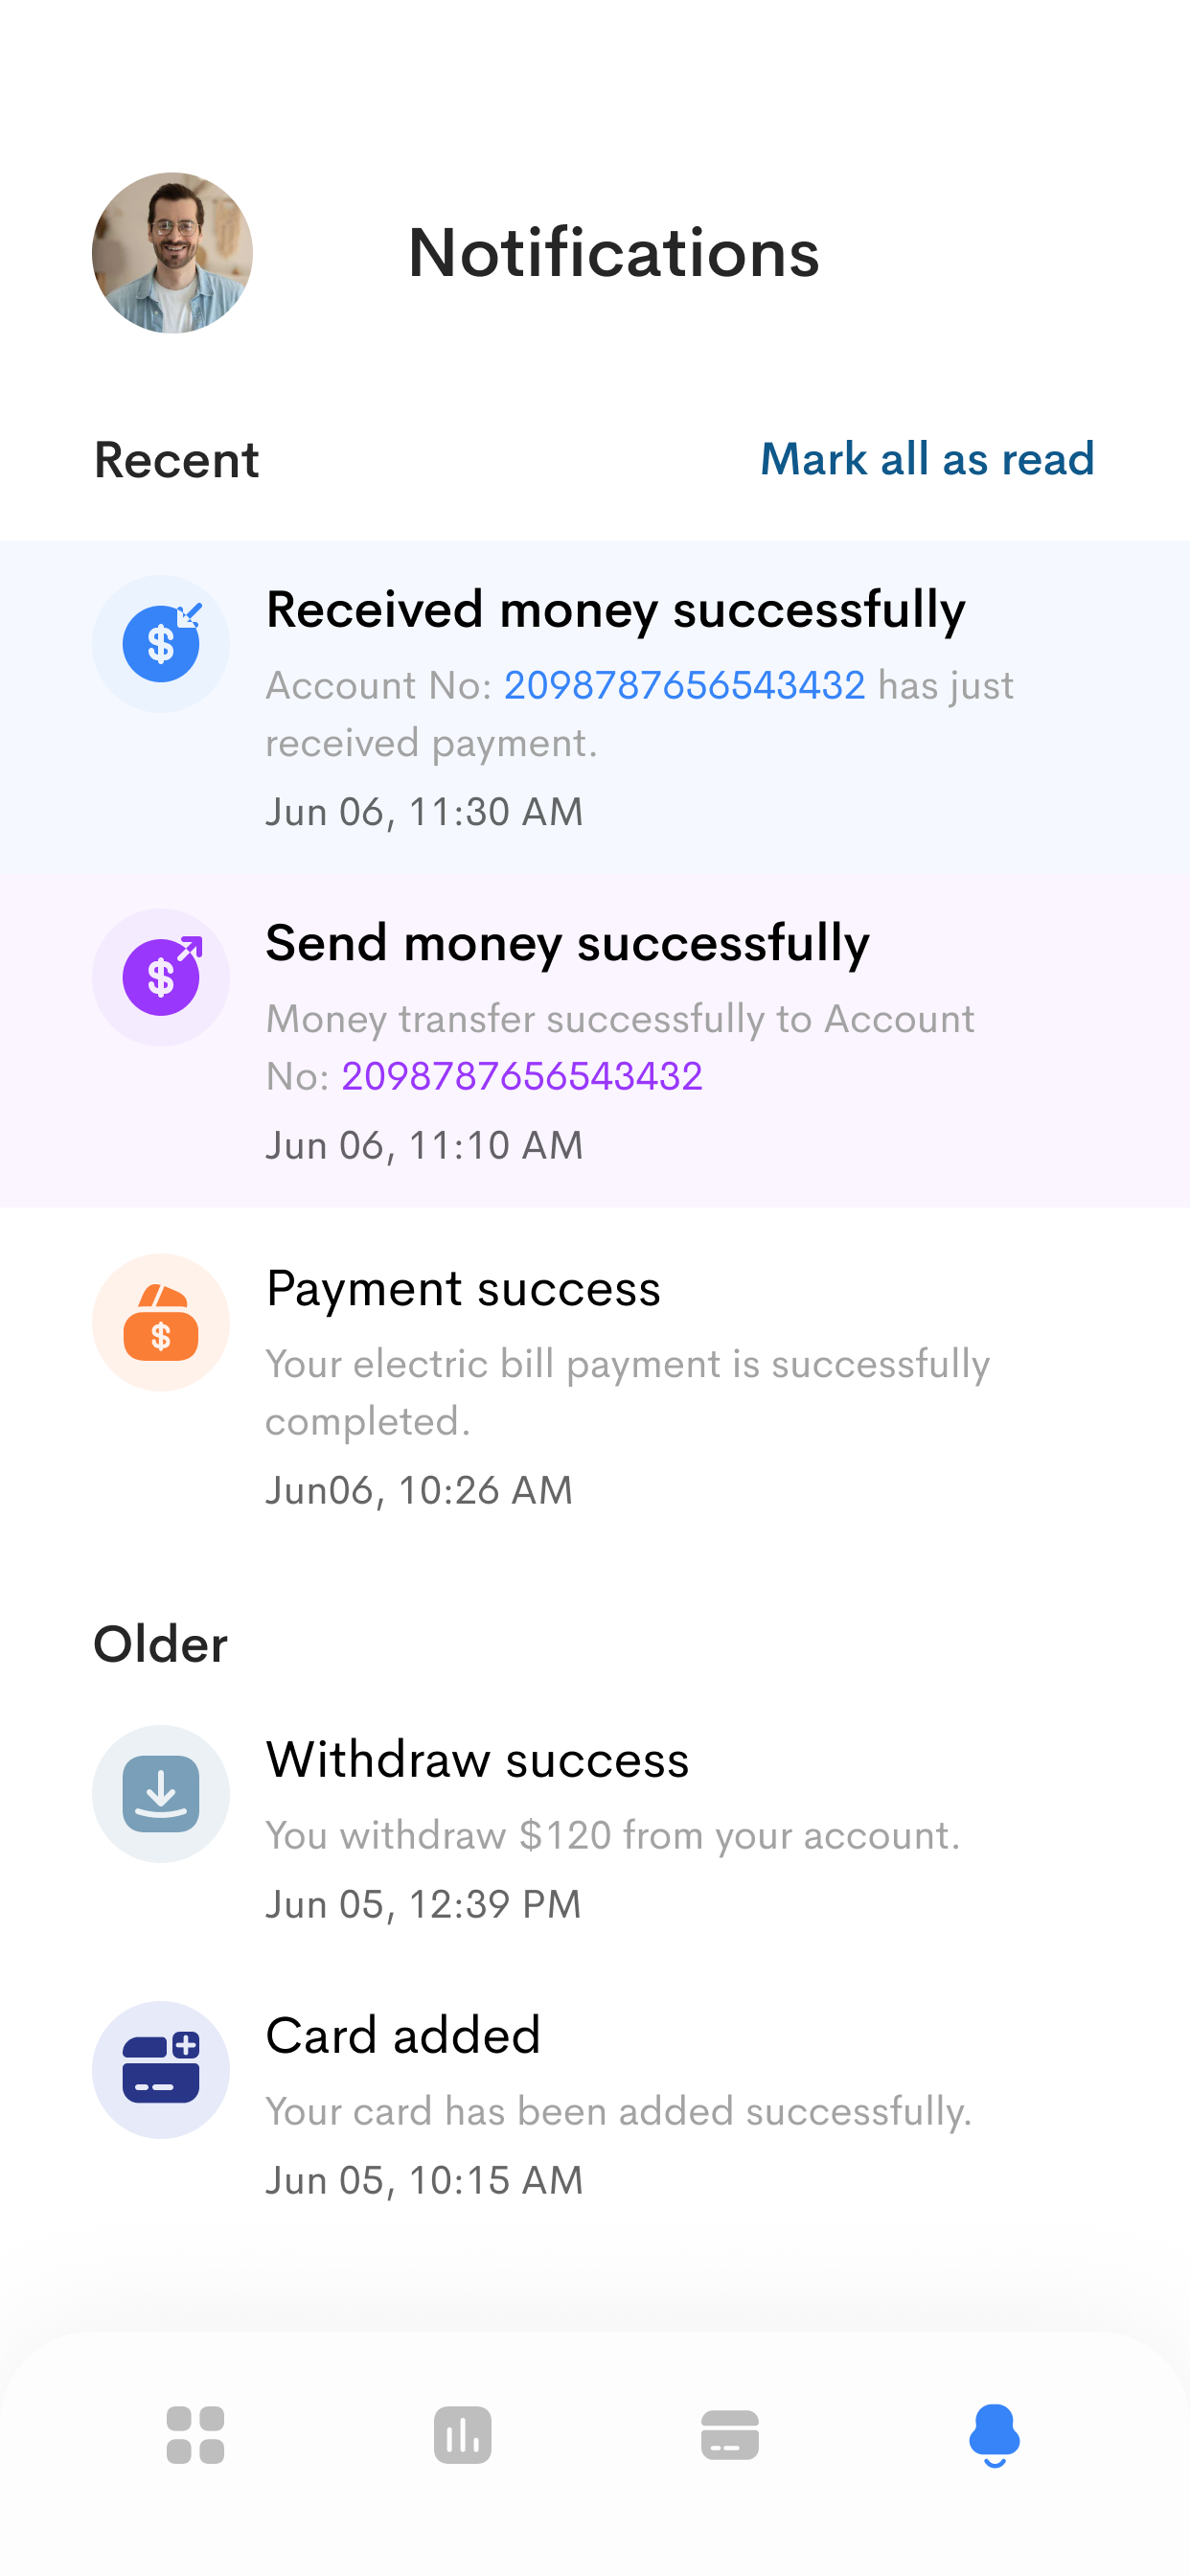 Notifications
Recent
Mark all as read
Received money successfully
Account No: 2098787656543432 has just
received payment.
Jun 06, 11:30 AM
Send money successfully
Money transfer successfully to Account
No: 2098787656543432
Jun 06, 11:10 AM
Payment success
Your electric bill payment is successfully
completed.
Jun06, 10:26 AM
Older
Withdraw success
You withdraw $120 from your account.
Jun 05, 12:39 PM
Card added
Your card has been added successfully.
Jun 05, 10:15 AM